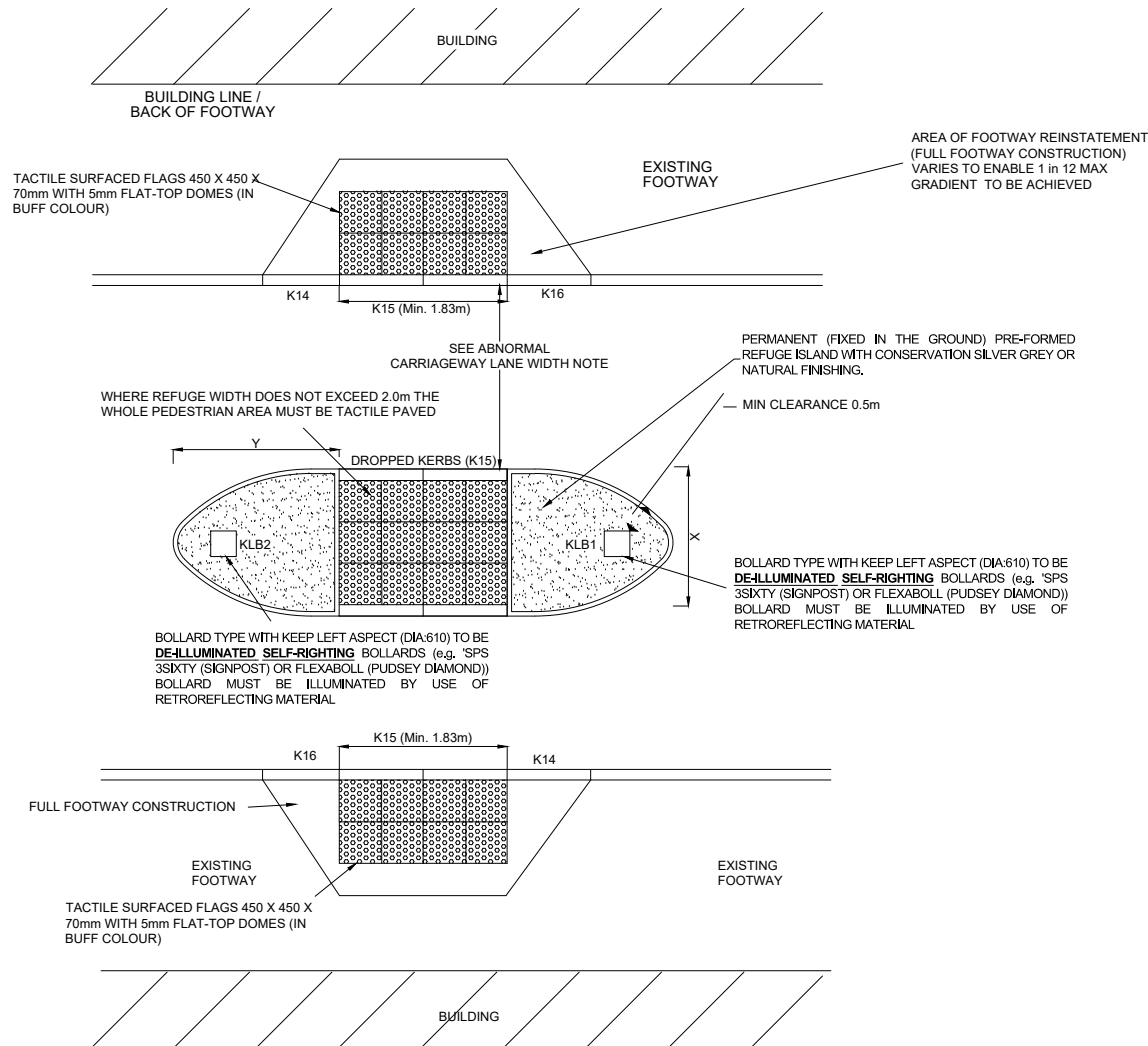 BUILDING
BUILDING LINE /
BACK OF FOOTWAY
AREA OF FOOTWAY REINSTATEMENT
(FULL FOOTWAY CONSTRUCTION)
VARIES TO ENABLE 1 in 12 MAX
GRADIENT TO BE ACHIEVED
EXISTING
FOOTWAY
TACTILE SURFACED FLAGS 450 X 450 X
70mm WITH 5mm FLAT-TOP DOMES (IN
BUFF COLOUR)
K14
K16
K15 (Min. 1.83m)
SEE ABNORMAL
CARRIAGEWAY LANE WIDTH NOTE
PERMANENT (FIXED IN THE GROUND) PRE-FORMED
REFUGE ISLAND WITH CONSERVATION SILVER GREY OR
NATURAL FINISHING.
WHERE REFUGE WIDTH DOES NOT EXCEED 2.0m THE
WHOLE PEDESTRIAN AREA MUST BE TACTILE PAVED
MIN CLEARANCE 0.5m
Y
DROPPED KERBS (K15)
X
KLB2
KLB1
BOLLARD TYPE WITH KEEP LEFT ASPECT (DIA:610) TO BE
DE-ILLUMINATED SELF-RIGHTING BOLLARDS (e.g. 'SPS
3SIXTY (SIGNPOST) OR FLEXABOLL (PUDSEY DIAMOND))
BOLLARD MUST BE ILLUMINATED BY USE OF
RETROREFLECTING MATERIAL
BOLLARD TYPE WITH KEEP LEFT ASPECT (DIA:610) TO BE
DE-ILLUMINATED SELF-RIGHTING BOLLARDS (e.g. 'SPS
3SIXTY (SIGNPOST) OR FLEXABOLL (PUDSEY DIAMOND))
BOLLARD MUST BE ILLUMINATED BY USE OF
RETROREFLECTING MATERIAL
K15 (Min. 1.83m)
K16
K14
FULL FOOTWAY CONSTRUCTION
EXISTING
FOOTWAY
EXISTING
FOOTWAY
TACTILE SURFACED FLAGS 450 X 450 X
70mm WITH 5mm FLAT-TOP DOMES (IN
BUFF COLOUR)
BUILDING